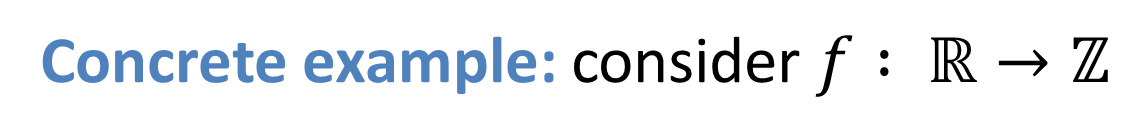 Concrete example: consider 𝑓 : ℝ → ℤ